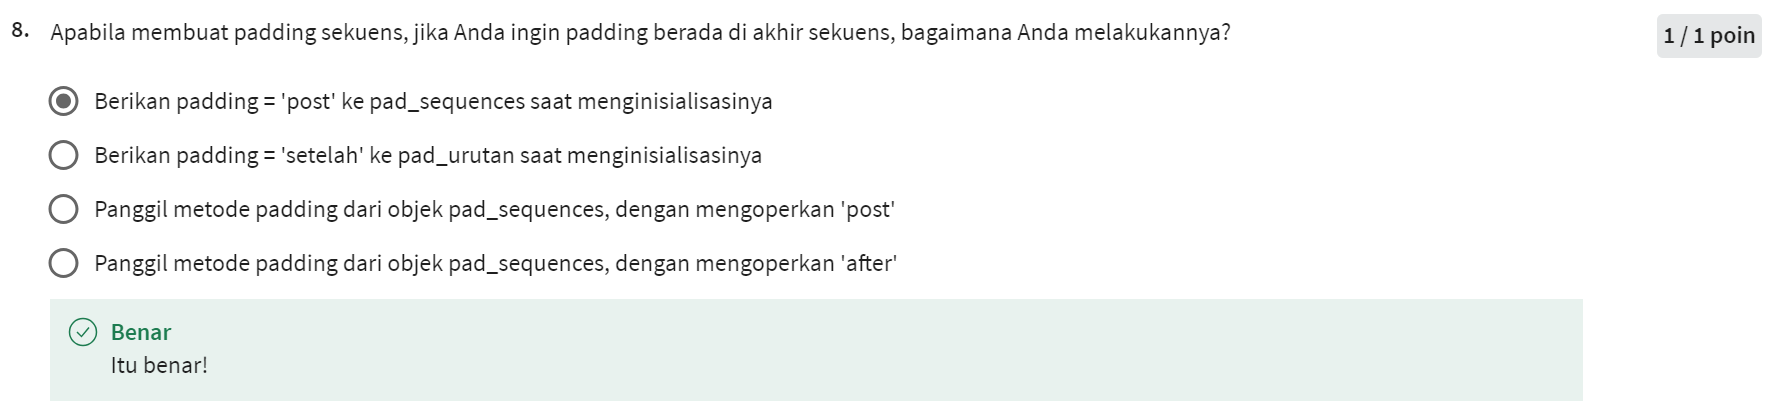 8. Apabila membuat padding sekuens, jika Anda ingin padding berada di akhir sekuens, bagaimana Anda melakukannya?
1 / 1 poin
Berikan padding = 'post' ke pad_sequences saat menginisialisasinya
Berikan padding = 'setelah' ke pad_urutan saat menginisialisasinya
Panggil metode padding dari objek pad_sequences, dengan mengoperkan 'post'
Panggil metode padding dari objek pad_sequences, dengan mengoperkan 'after'
Benar
Itu benar!